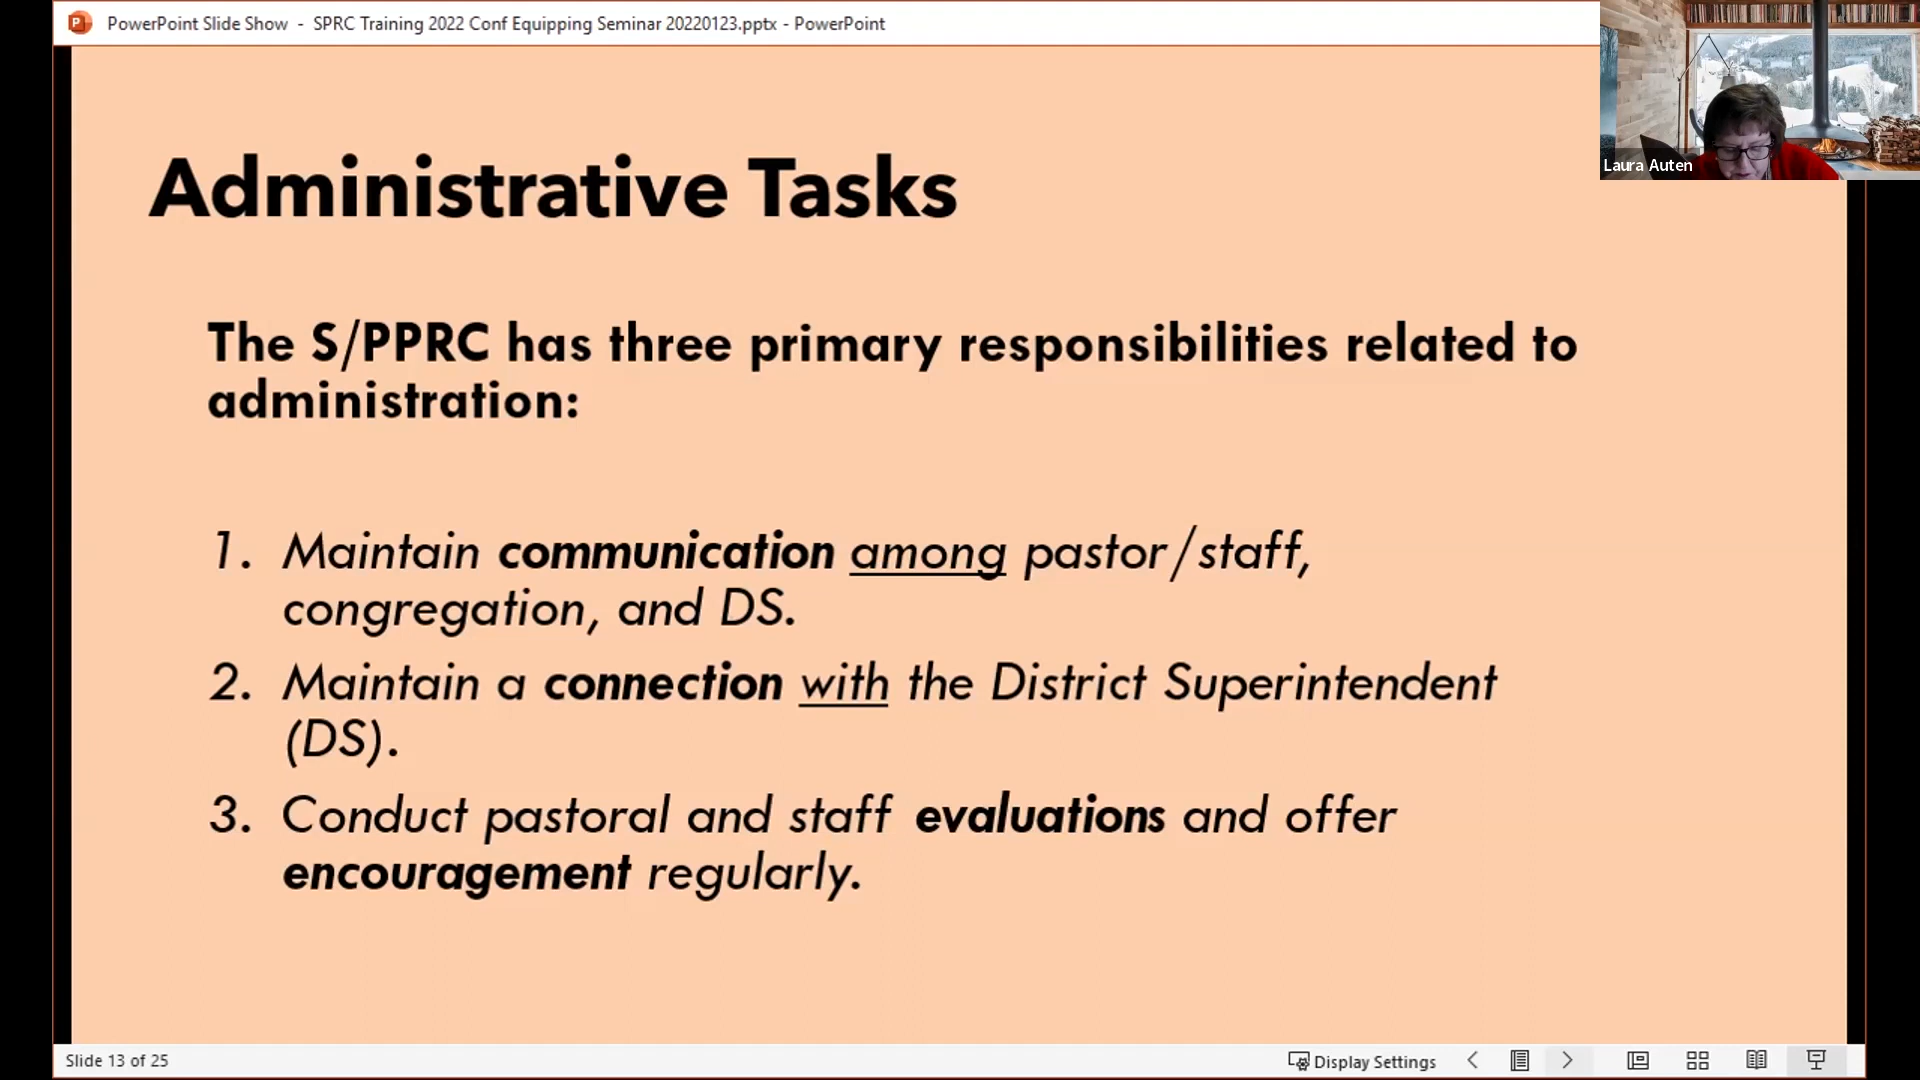 PowerPoint Slide Show - SPRC Training 2022 Conf Equipping Seminar 20220123.pptx - PowerPoint
Laura Auten
Administrative Tasks
The S/PPRC has three primary responsibilities related to
administration:
1. Maintain communication among pastor/staff,
congregation, and DS.
2. Maintain a connection with the District Superintendent
(DS).
3. Conduct pastoral and staff evaluations and offer
encouragement regularly.
Slide 13 of 25
Display Settings